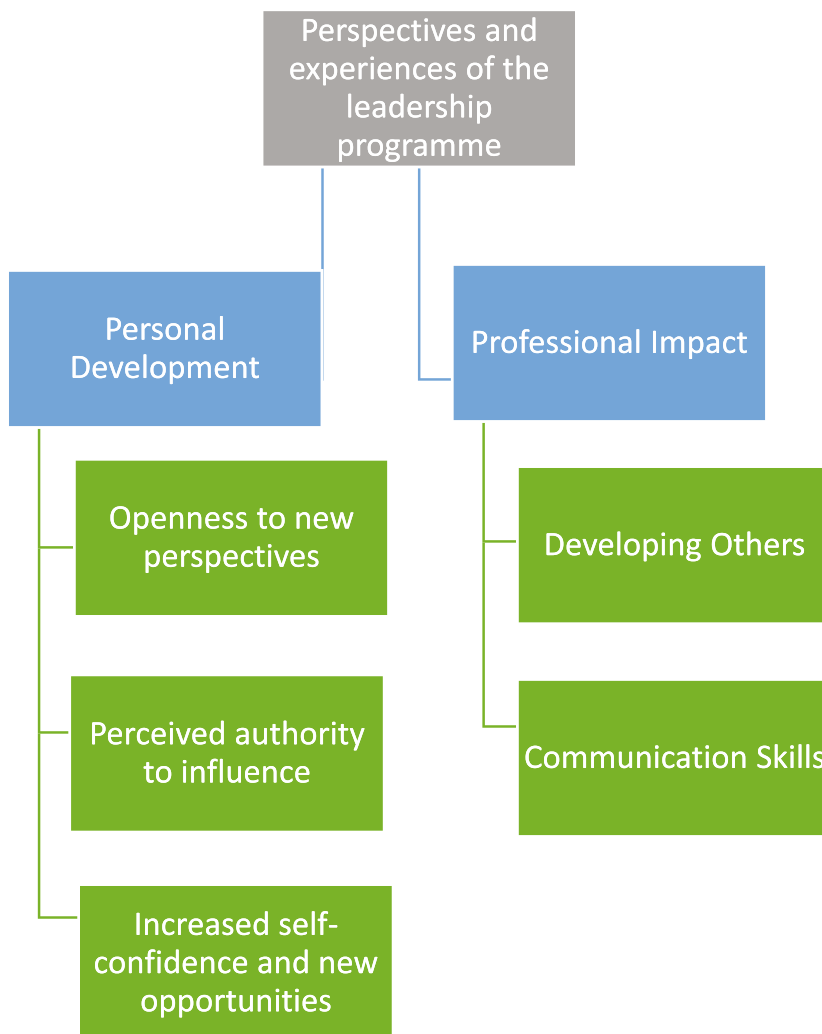 Perspectives and
experiences of the
leadership
programme
Personal
Development
Openness to new
perspectives
Perceived authority
to influence
Increased self-
confidence and new
opportunities
Professional Impact
Developing Others
Communication Skills